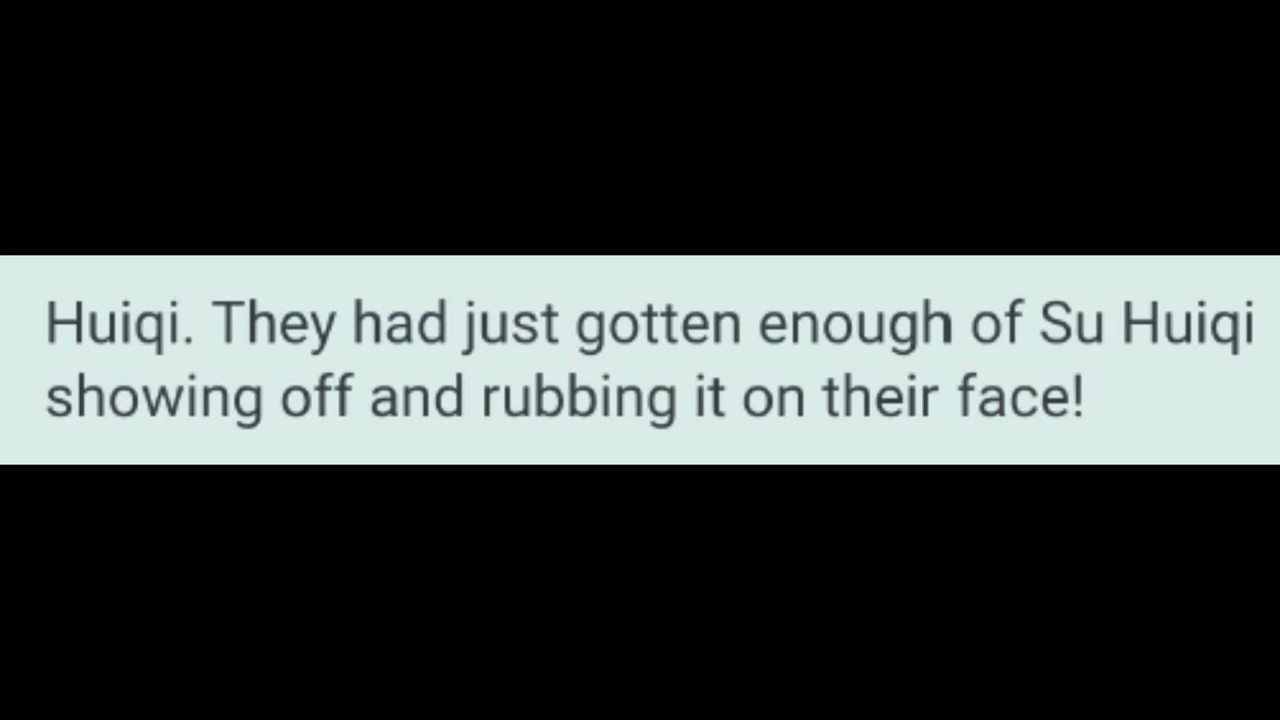 Huiqi. They had just gotten enough of Su Huiqi
showing off and rubbing it on their face!